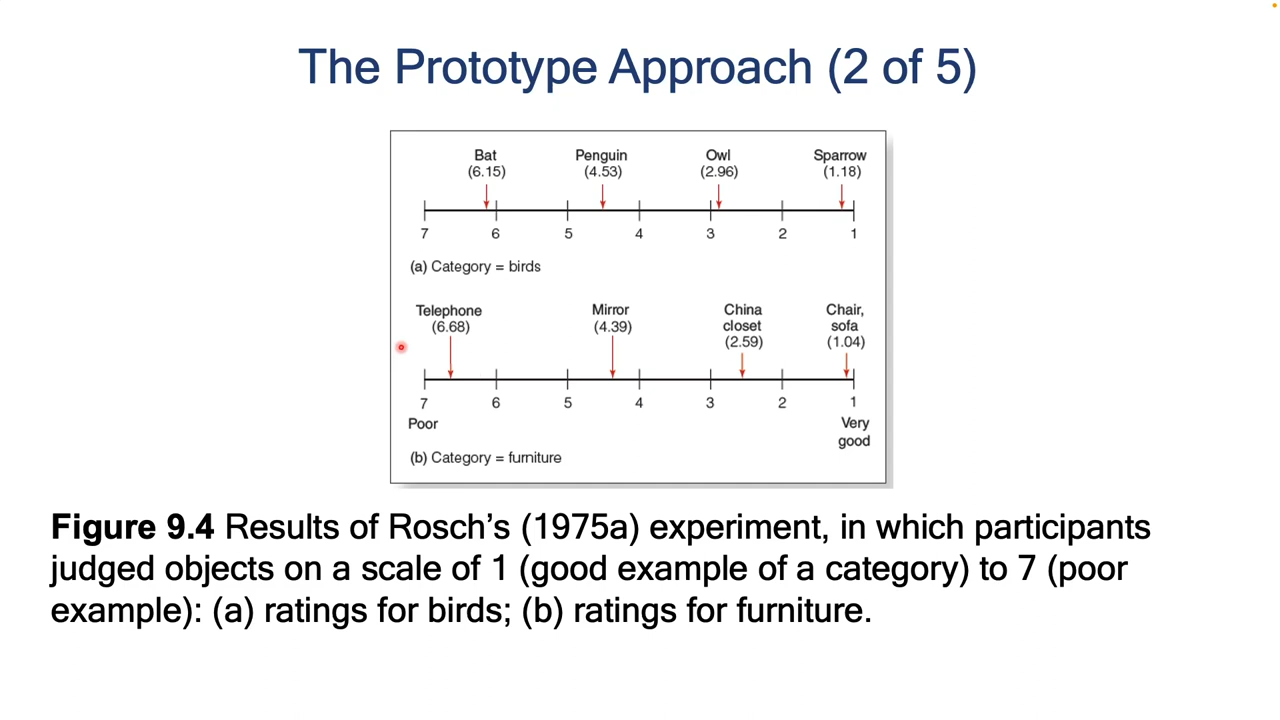 The Prototype Approach (2 of 5)
Bat Penguin Owl Sparrow
(6.15) (4.53) (2.96) (1.18)
7 6 5 4 3 2 1
(a) Category = birds
Telephone Mirror China Chair,
(6.68) (4.39) closet sofa
(2.59) (1.04)
7 6 5 4 3 2 1
Poor Very
good
(b) Category = furniture
Figure 9.4 Results of Rosch’s (1975a) experiment, in which participants
judged objects on a scale of 1 (good example of a category) to 7 (poor
example): (a) ratings for birds; (b) ratings for furniture.